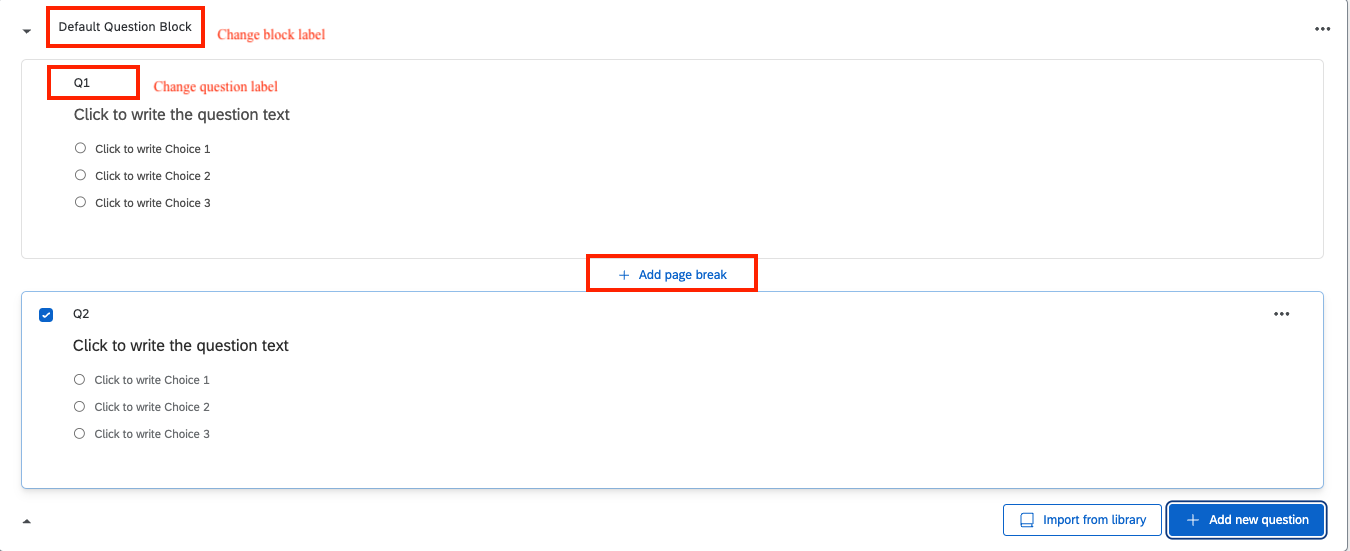 Default Question Block
Change block label
Q1
Change question label
Click to write the question text
Click to write Choice 1
Click to write Choice 2
Click to write Choice 3
Add page break
Q2
Click to write the question text
Click to write Choice 1
Click to write Choice 2
Click to write Choice 3
Import from library
Add new question